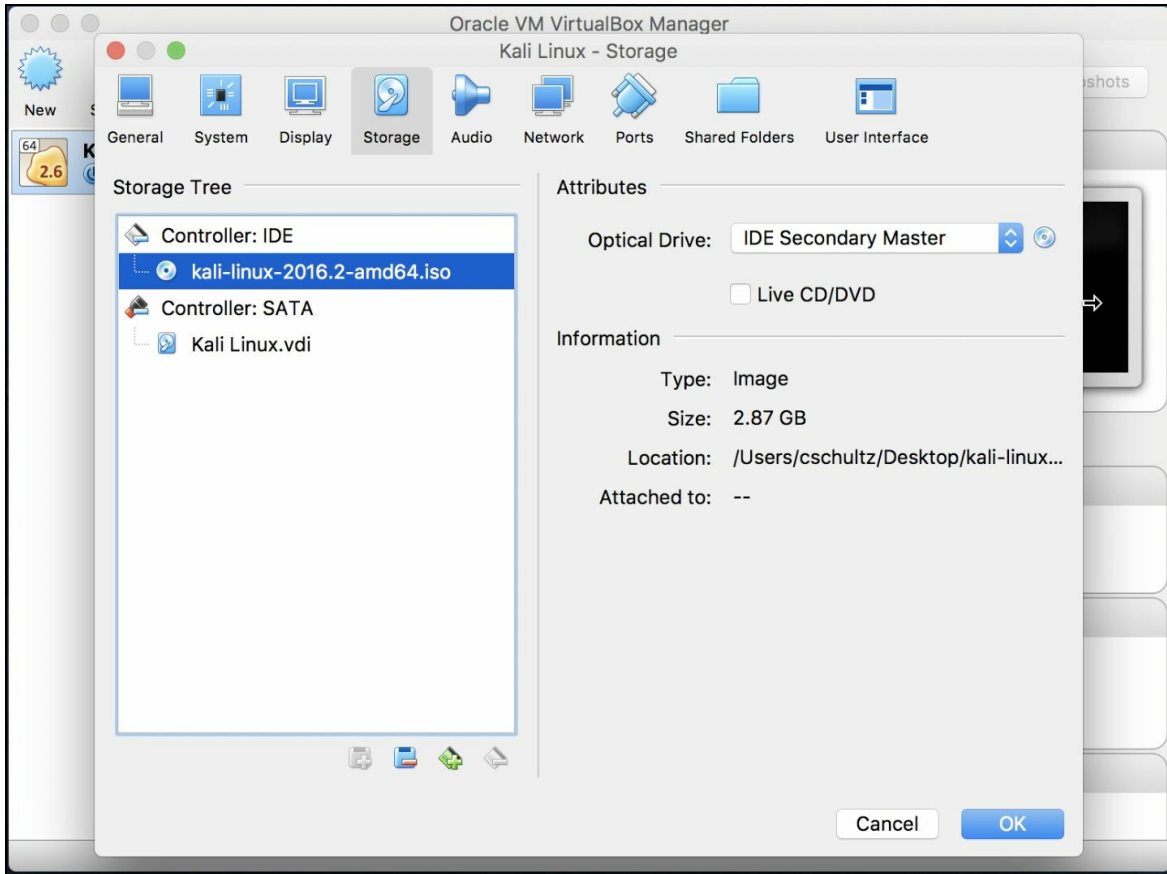 Oracle VM VirtualBox Manager
Kali Linux - Storage
New
shots
General System Display Storage Audio Network Ports Shared Folders User Interface
64
2.6
K
Storage Tree
Attributes
Controller: IDE
Optical Drive: IDE Secondary Master
kali-linux-2016.2-amd64.iso
Live CD/DVD
Controller: SATA
Kali Linux.vdi
Information
Type: Image
Size: 2.87 GB
Location: /Users/cschultz/Desktop/kali-linux...
Attached to: --
Cancel OK